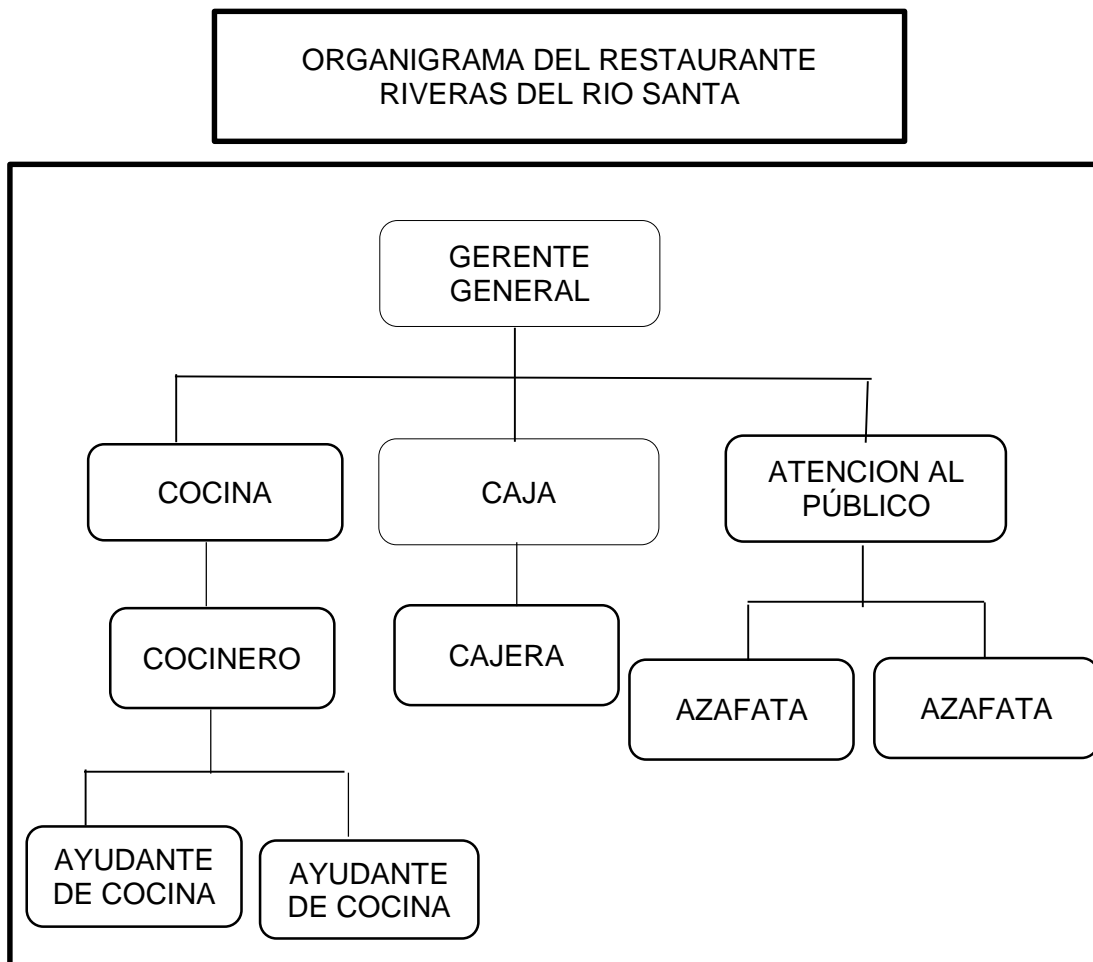 ORGANIGRAMA DEL RESTAURANTE
RIVERAS DEL RIO SANTA
GERENTE
GENERAL
COCINA
CAJA
ATENCION AL
PÚBLICO
COCINERO
CAJERA
AZAFATA
AZAFATA
AYUDANTE
DE COCINA
AYUDANTE
DE COCINA